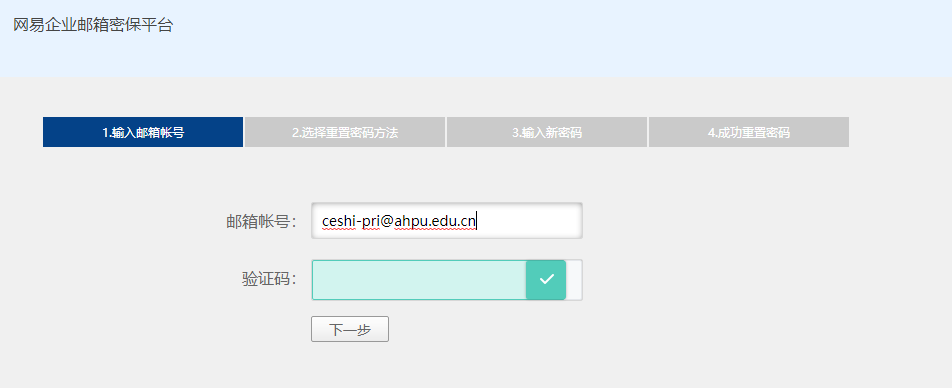 网易企业邮箱密保平台
1.输入邮箱帐号 2.选择重置密码方法 3.输入新密码 4.成功重置密码
邮箱帐号： ceshi-pri@ahpu.edu.cn
验证码：
下一步